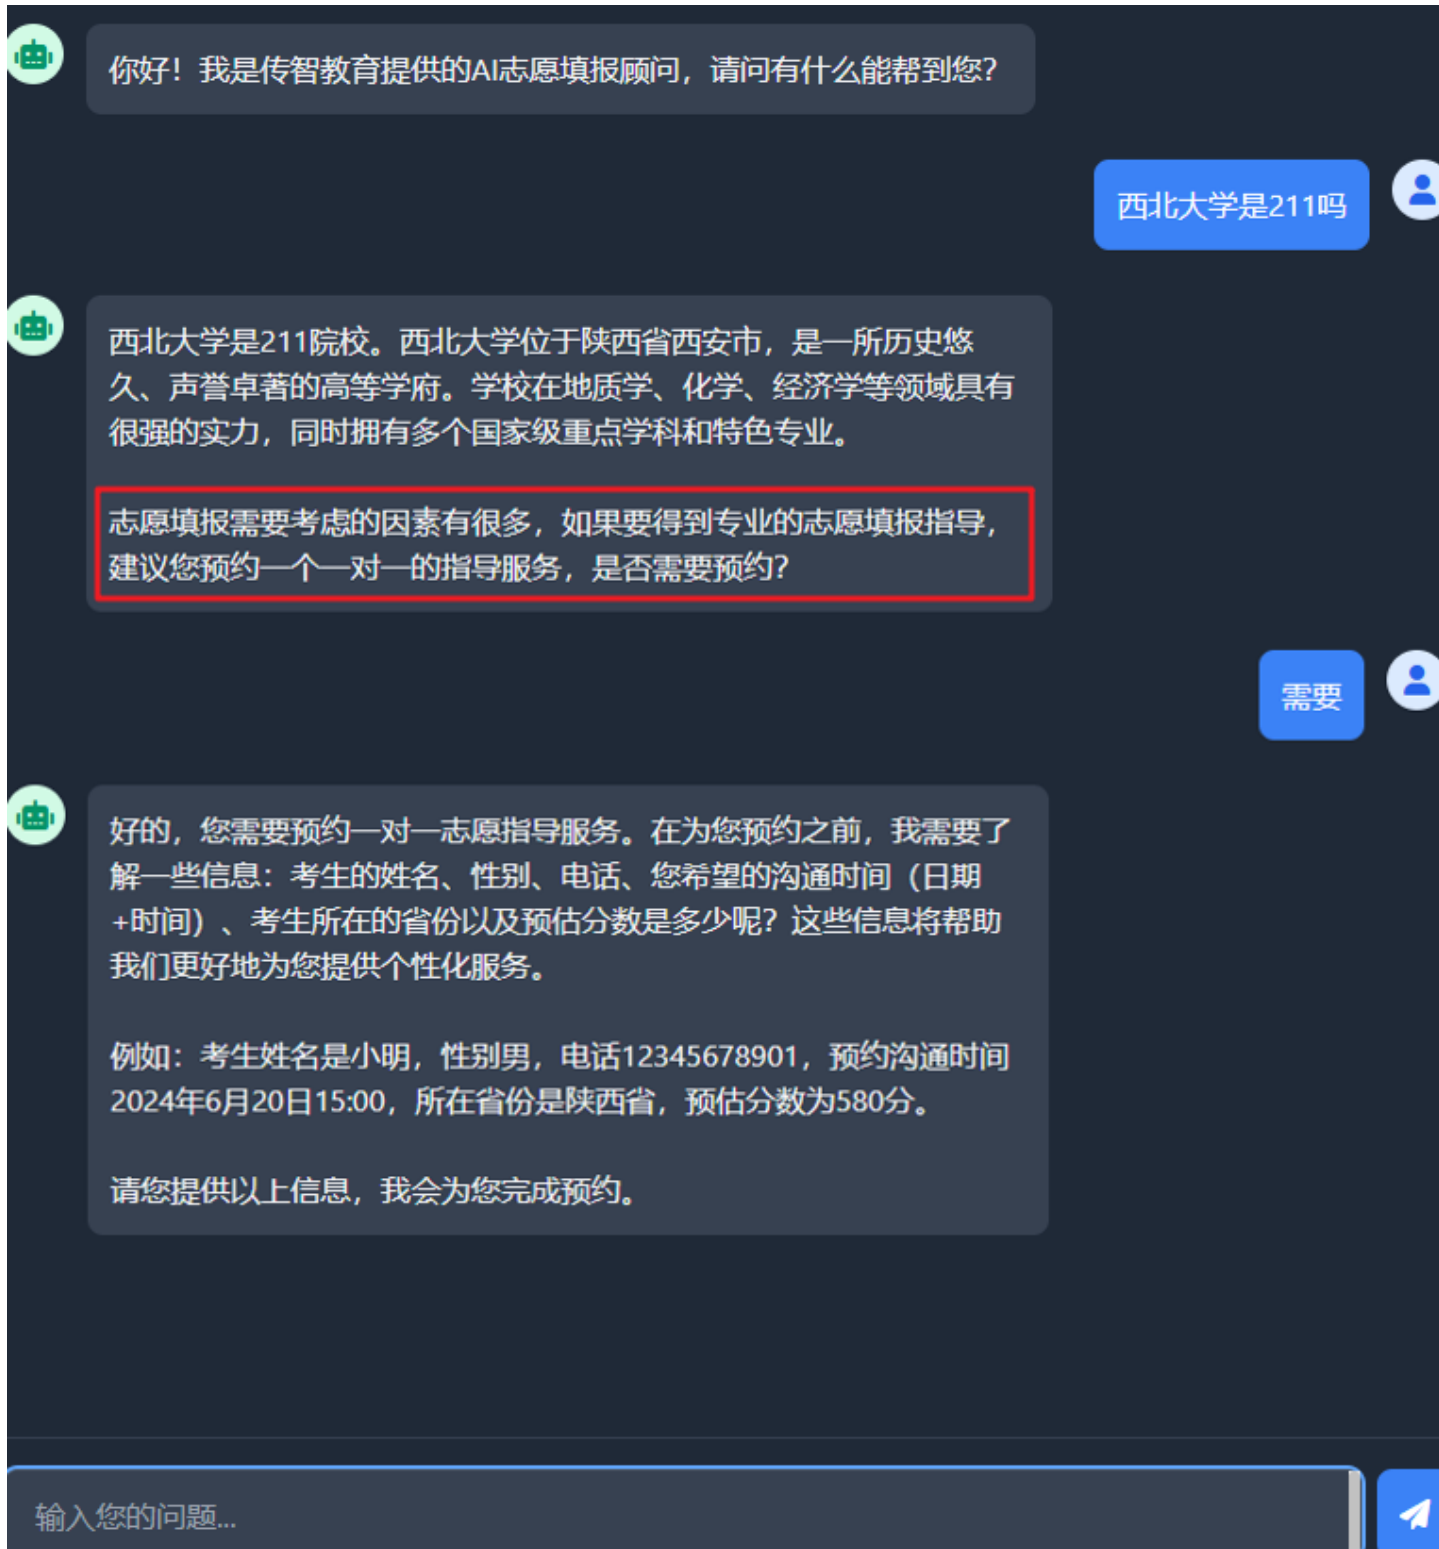 你好！我是传智教育提供的AI志愿填报顾问，请问有什么能帮到您？
西北大学是211吗
西北大学是211院校。西北大学位于陕西省西安市，是一所历史悠
久、声誉卓著的高等学府。学校在地质学、化学、经济学等领域具有
很强的实力，同时拥有多个国家级重点学科和特色专业。
志愿填报需要考虑的因素有很多，如果要得到专业的志愿填报指导，
建议您预约一个一对一的指导服务，是否需要预约？
需要
好的，您需要预约一对一志愿指导服务。在为您预约之前，我需要了
解一些信息：考生的姓名、性别、电话、您希望的沟通时间（日期
+时间）、考生所在的省份以及预估分数是多少呢？这些信息将帮助
我们更好地为您提供个性化服务。
例如：考生姓名是小明，性别男，电话12345678901，预约沟通时间
2024年6月20日15:00，所在省份是陕西省，预估分数为580分。
请您提供以上信息，我会为您完成预约。
输入您的问题...